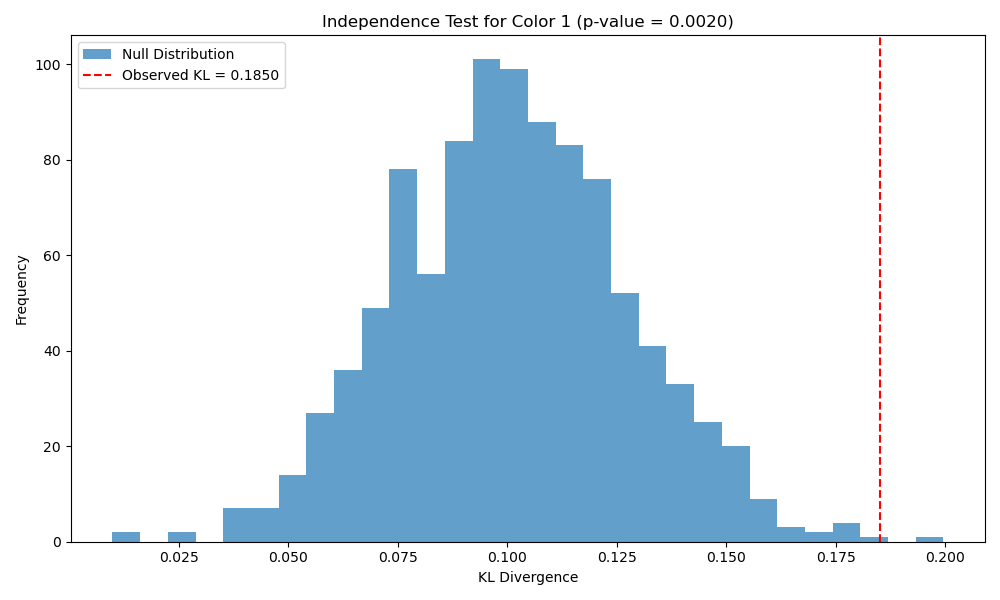 Independence Test for Color 1 (p-value = 0.0020)
Null Distribution
Observed KL = 0.1850
Frequency
100
80
60
40
20
0
0.025 0.050 0.075 0.100 0.125 0.150 0.175 0.200
KL Divergence